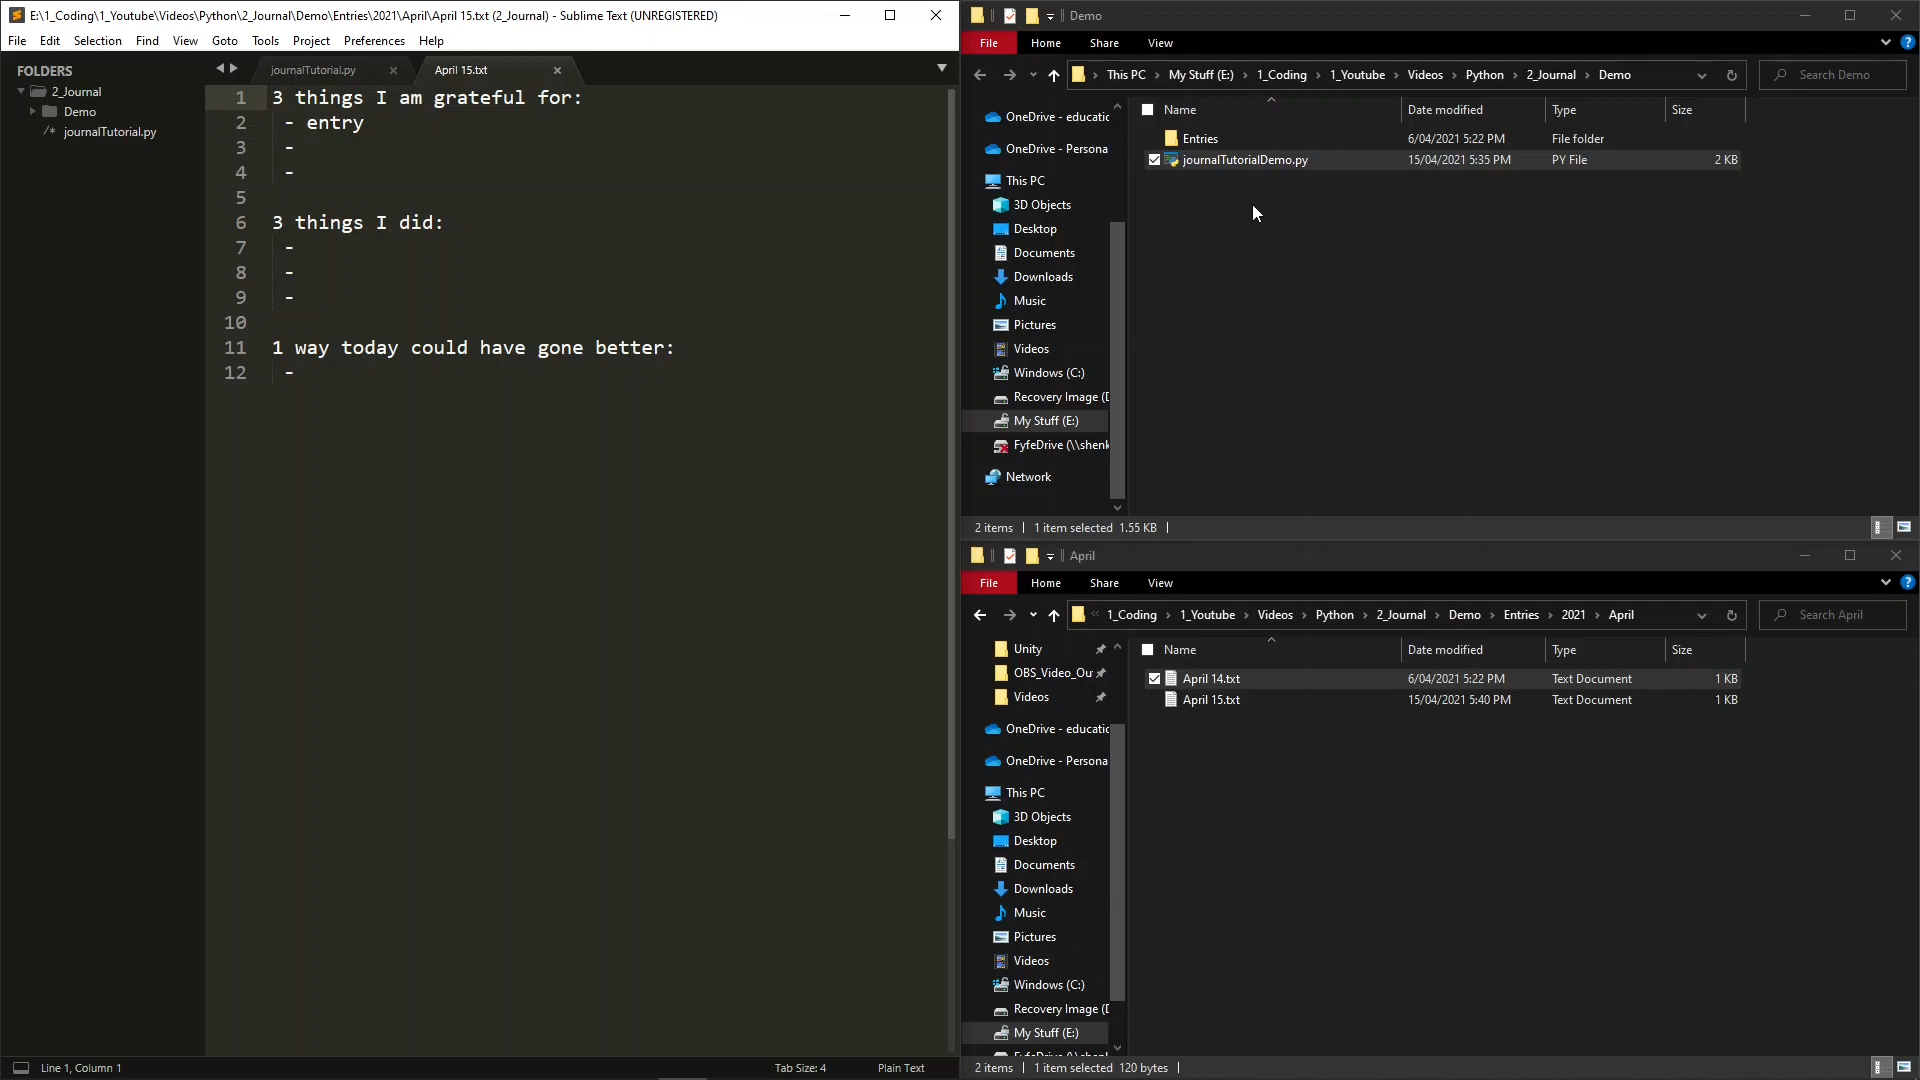 E:\1_Coding\1_Youtube\Videos\Python\2_Journal\Demo\Entries\2021\April\April 15.txt (2_Journal) - Sublime Text (UNREGISTERED)
File Edit Selection Find View Goto Tools Project Preferences Help
FOLDERS
2_Journal
Demo
/* journalTutorial.py
journalTutorial.py
April 15.txt
1 3 things I am grateful for:
2 - entry
3 -
4 -
5
6 3 things I did:
7 -
8 -
9 -
10
11 1 way today could have gone better:
12 -
Line 1, Column 1
Tab Size: 4
Plain Text
Demo
File Home Share View
This PC › My Stuff (E:) › 1_Coding › 1_Youtube › Videos › Python › 2_Journal › Demo
Search Demo
Name Date modified Type Size
Entries 6/04/2021 5:22 PM File folder
journalTutorialDemo.py 15/04/2021 5:35 PM PY File 2 KB
OneDrive - educatic
OneDrive - Persona
This PC
3D Objects
Desktop
Documents
Downloads
Music
Pictures
Videos
Windows (C:)
Recovery Image (D
My Stuff (E:)
FyfeDrive (\\shenk
Network
2 items 1 item selected 1.55 KB
April
File Home Share View
« 1_Coding › 1_Youtube › Videos › Python › 2_Journal › Demo › Entries › 2021 › April
Search April
Name Date modified Type Size
April 14.txt 6/04/2021 5:22 PM Text Document 1 KB
April 15.txt 15/04/2021 5:40 PM Text Document 1 KB
Unity
OBS_Video_Ou
Videos
OneDrive - educatic
OneDrive - Persona
This PC
3D Objects
Desktop
Documents
Downloads
Music
Pictures
Videos
Windows (C:)
Recovery Image (D
My Stuff (E:)
2 items 1 item selected 120 bytes